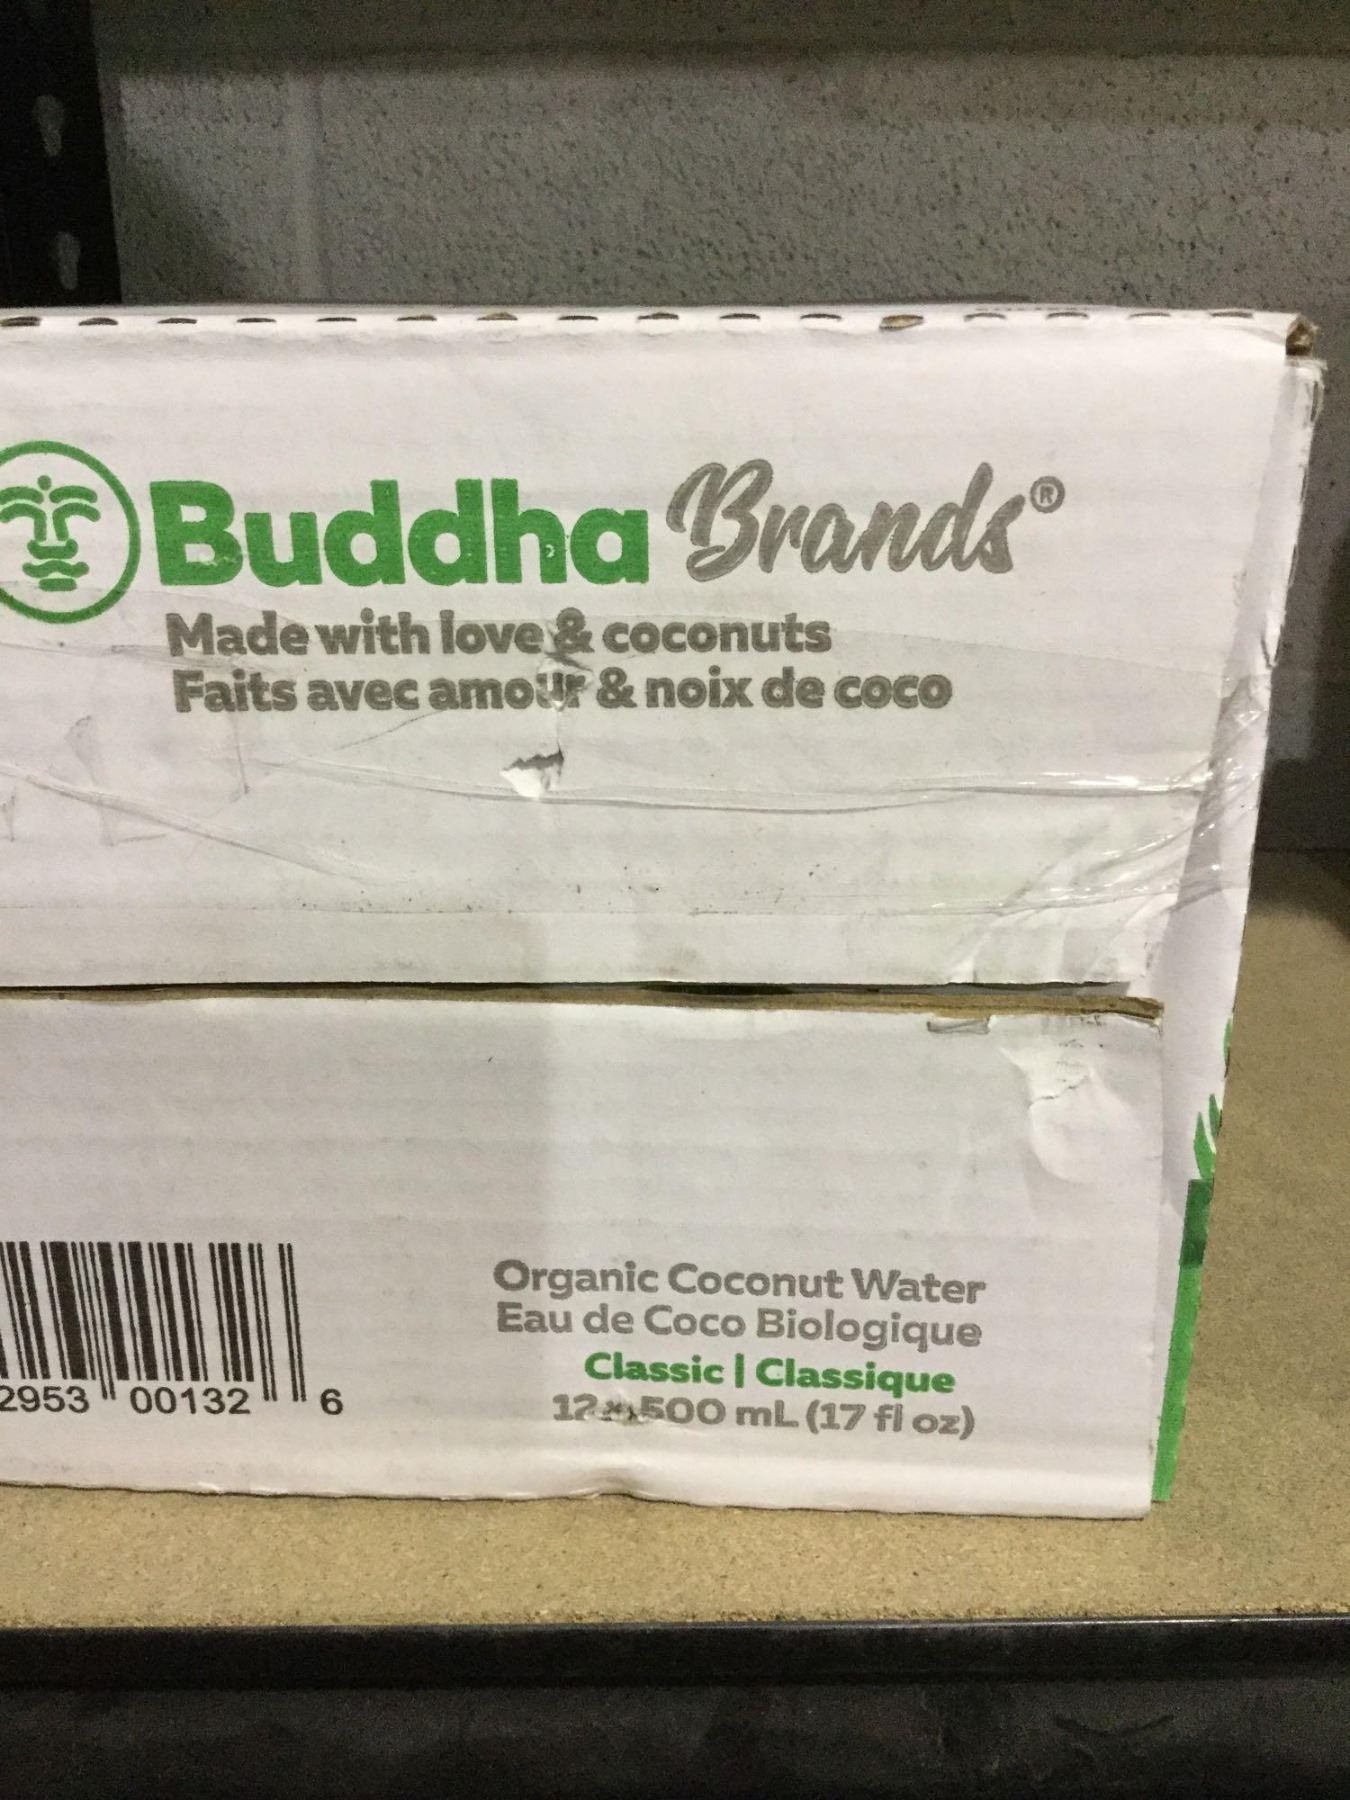 Buddha Brands®
Made with love & coconuts
Faits avec amour & noix de coco
Organic Coconut Water
Eau de Coco Biologique
Classic | Classique
12 x 500 mL (17 fl oz)
2953 00132 6